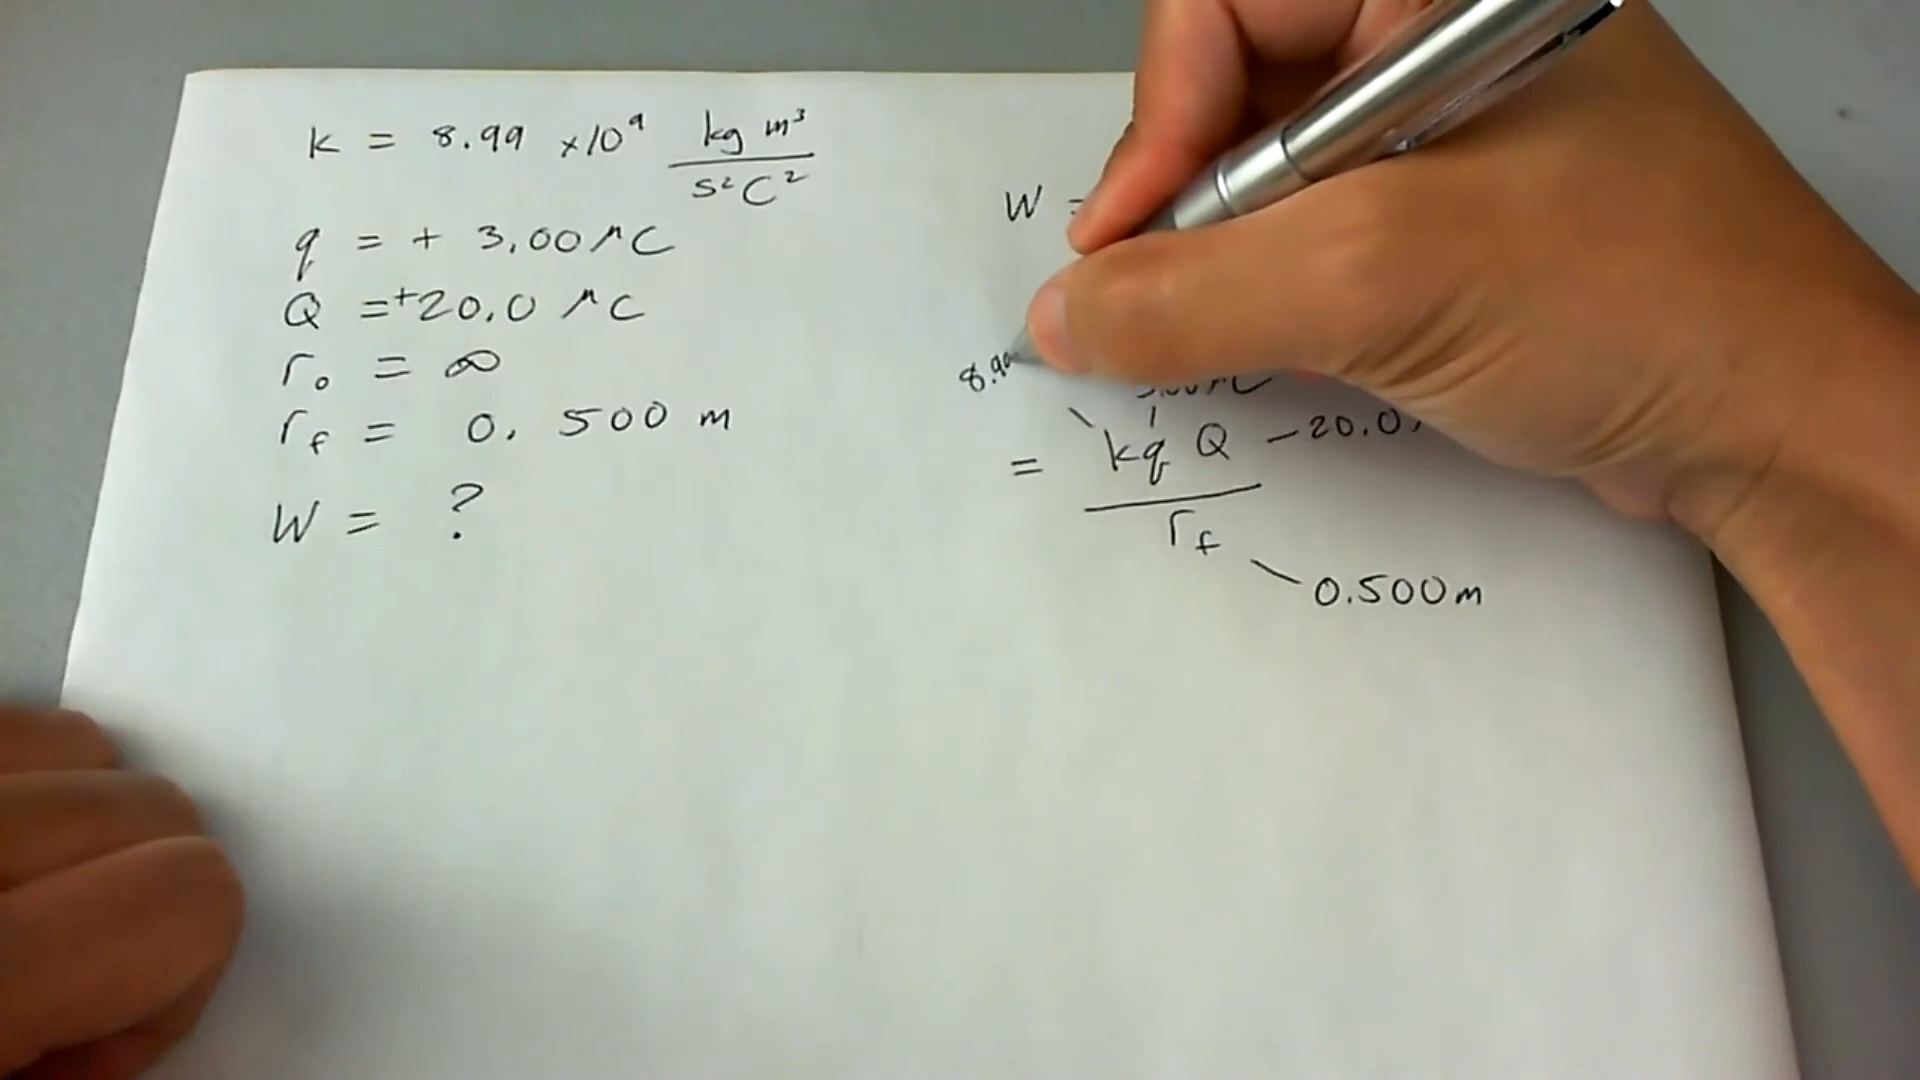 k = 8.99 ×10⁹ kg m³
s²C²
q = + 3.00 μC
Q = +20.0 μC
r₀ = ∞
r_f = 0.500 m
W = ?
W =
8.99
= kq Q — 20.0
r_f
0.500m